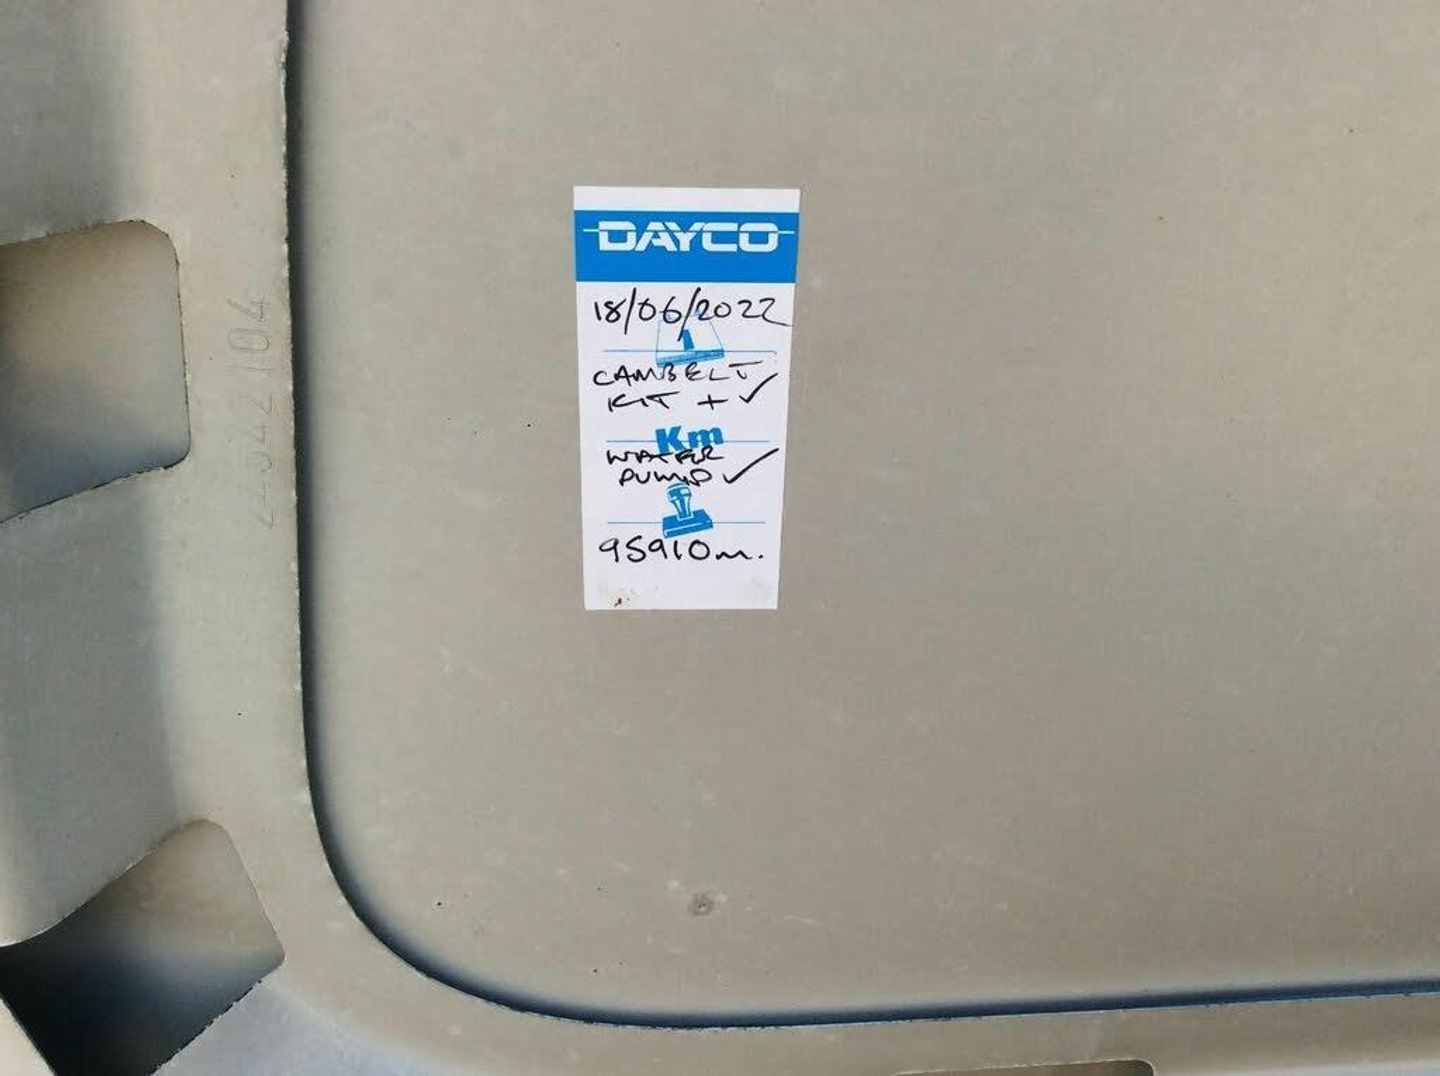 DAYCO
18/06/2022
CAMBELT
KIT + ✓
Km
WATER
PUMP ✓
95910m.